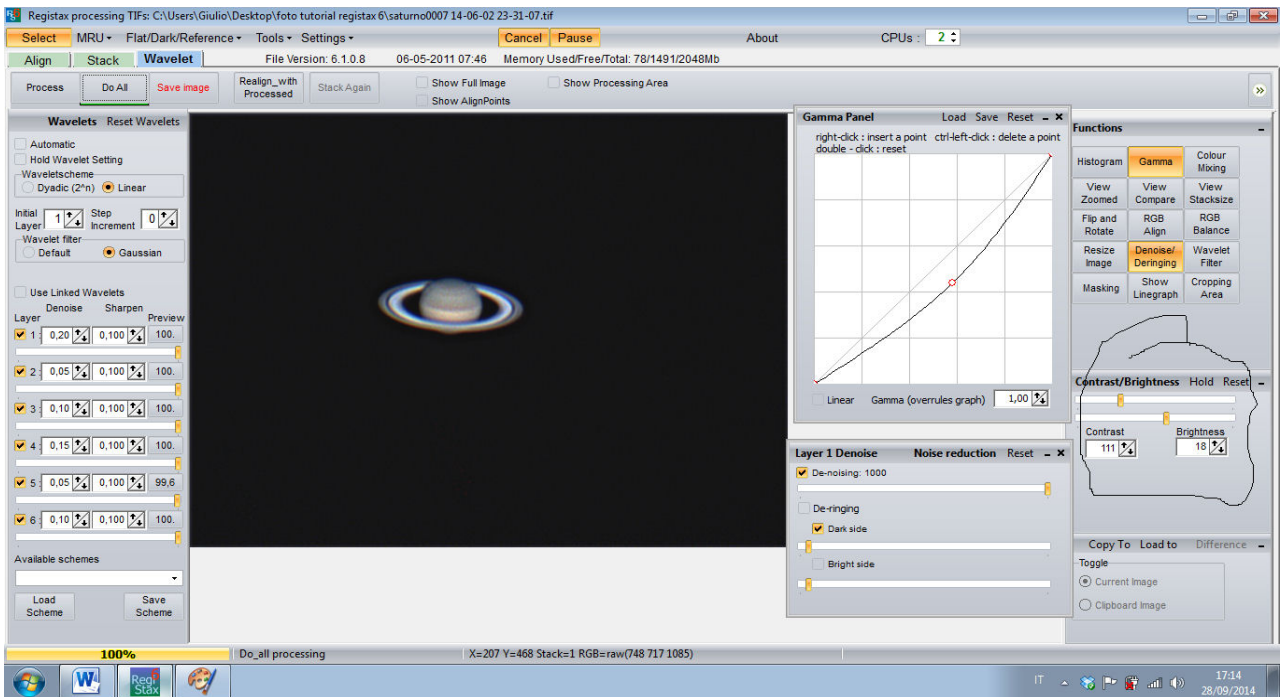 Registax processing TIFs: C:\Users\Giulio\Desktop\foto tutorial registax 6\saturno0007 14-06-02 23-31-07.tif
Select MRU Flat/Dark/Reference Tools Settings Cancel Pause About CPUs : 2
Align Stack Wavelet File Version: 6.1.0.8 06-05-2011 07:46 Memory Used/Free/Total: 78/1491/2048Mb
Process Do All Save image Realign_with Processed Stack Again Show Full Image Show Processing Area
Show AlignPoints
Wavelets Reset Wavelets
Automatic
Hold Wavelet Setting
Waveletscheme
Dyadic (2^n) Linear
Initial Layer 1 Step Increment 0
Wavelet filter
Default Gaussian
Use Linked Wavelets
Denoise Sharpen
Layer Preview
1 : 0,20 0,100 100.
2 : 0,05 0,100 100.
3 : 0,10 0,100 100.
4 : 0,15 0,100 100.
5 : 0,05 0,100 99,6
6 : 0,10 0,100 100.
Available schemes
Load Scheme Save Scheme
Gamma Panel Load Save Reset
right-click : insert a point ctrl-left-click : delete a point
double - click : reset
Linear Gamma (overrules graph) 1,00
Layer 1 Denoise Noise reduction Reset
De-noising: 1000
De-ringing
Dark side
Bright side
Functions
Histogram Gamma Colour Mixing
View Zoomed View Compare View Stacksize
Flip and Rotate RGB Align RGB Balance
Resize Image Denoise/ Deringing Wavelet Filter
Masking Show Linegraph Cropping Area
Contrast/Brightness Hold Reset
Contrast Brightness
111 18
Copy To Load to Difference
Toggle
Current Image
Clipboard Image
100% Do_all processing X=207 Y=468 Stack=1 RGB=raw(748 717 1085)
W Regi Stax IT 17:14
28/09/2014